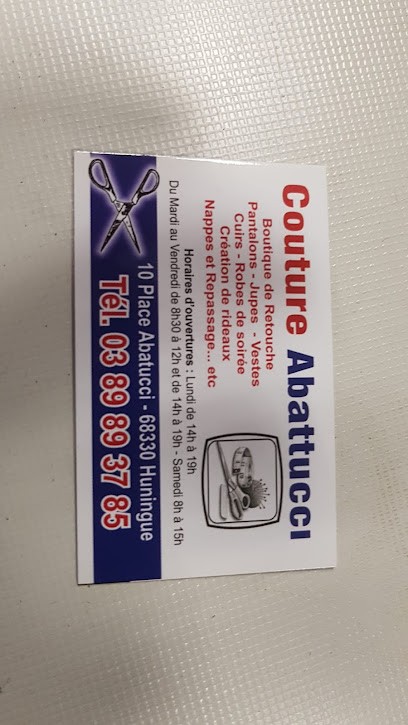 Couture Abattucci
Boutique de Retouche
Pantalons - Jupes - Vestes
Cuirs - Robes de soirée
Création de rideaux
Nappes et Repassage... etc
Horaires d'ouvertures : Lundi de 14h à 19h
Du Mardi au Vendredi de 8h30 à 12h et de 14h à 19h - Samedi 8h à 15h
10 Place Abatucci - 68330 Huningue
Tél. 03 89 89 37 85